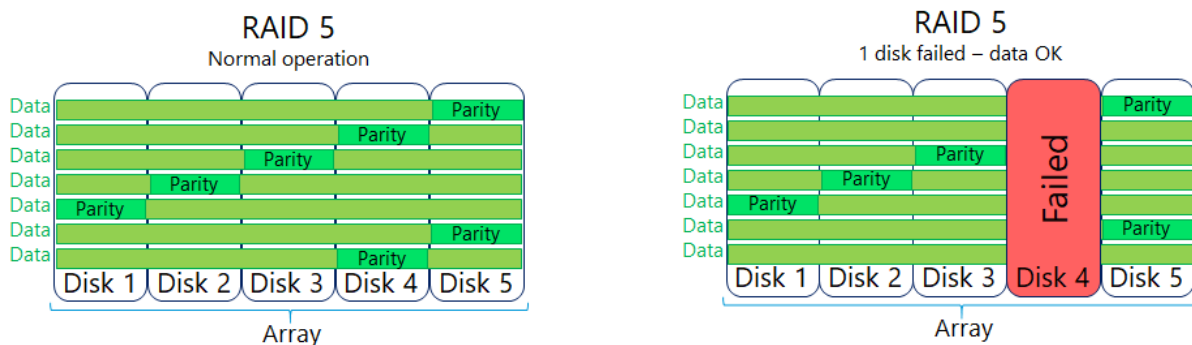 RAID 5
Normal operation
Data Parity
Data Parity
Data Parity
Data Parity
Data Parity
Data Parity
Data Parity
Disk 1 Disk 2 Disk 3 Disk 4 Disk 5
Array
RAID 5
1 disk failed – data OK
Data Parity
Data
Data Parity
Data Parity
Data Parity
Data Parity
Data
Failed
Disk 1 Disk 2 Disk 3 Disk 4 Disk 5
Array